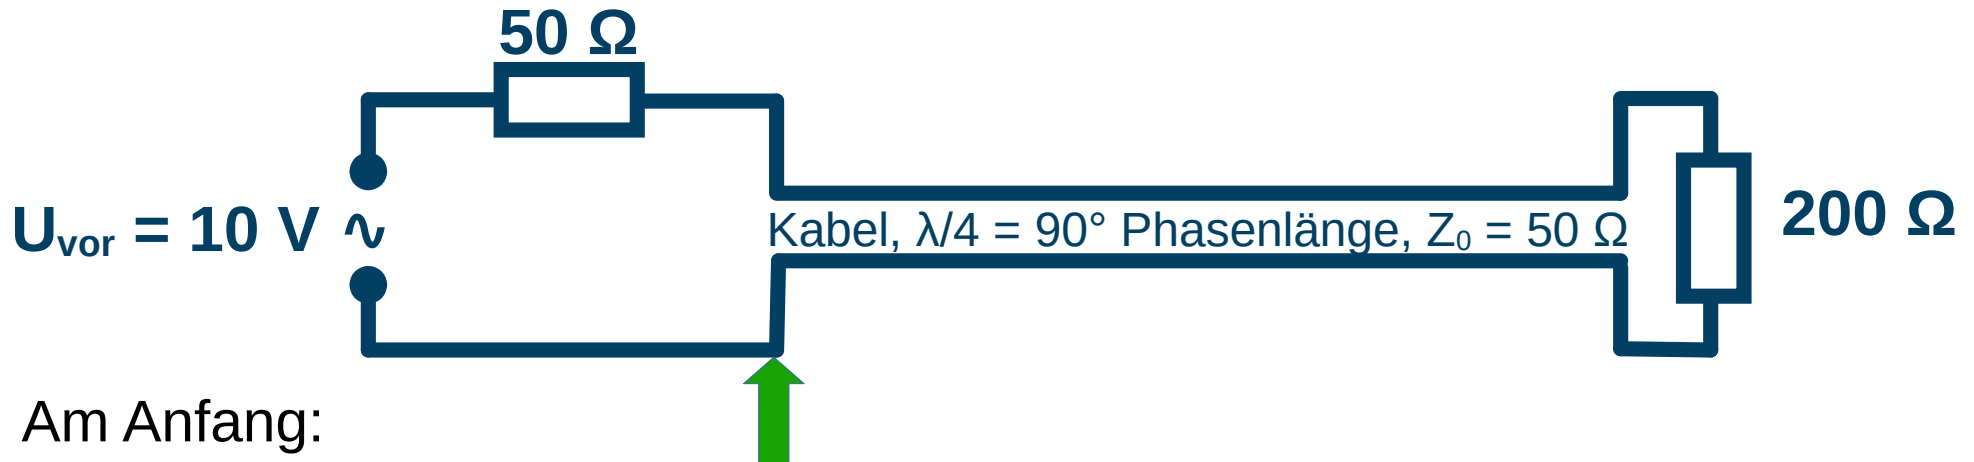 50 Ω
Uvor = 10 V ∿
Kabel, λ/4 = 90° Phasenlänge, Z0 = 50 Ω
200 Ω
Am Anfang: